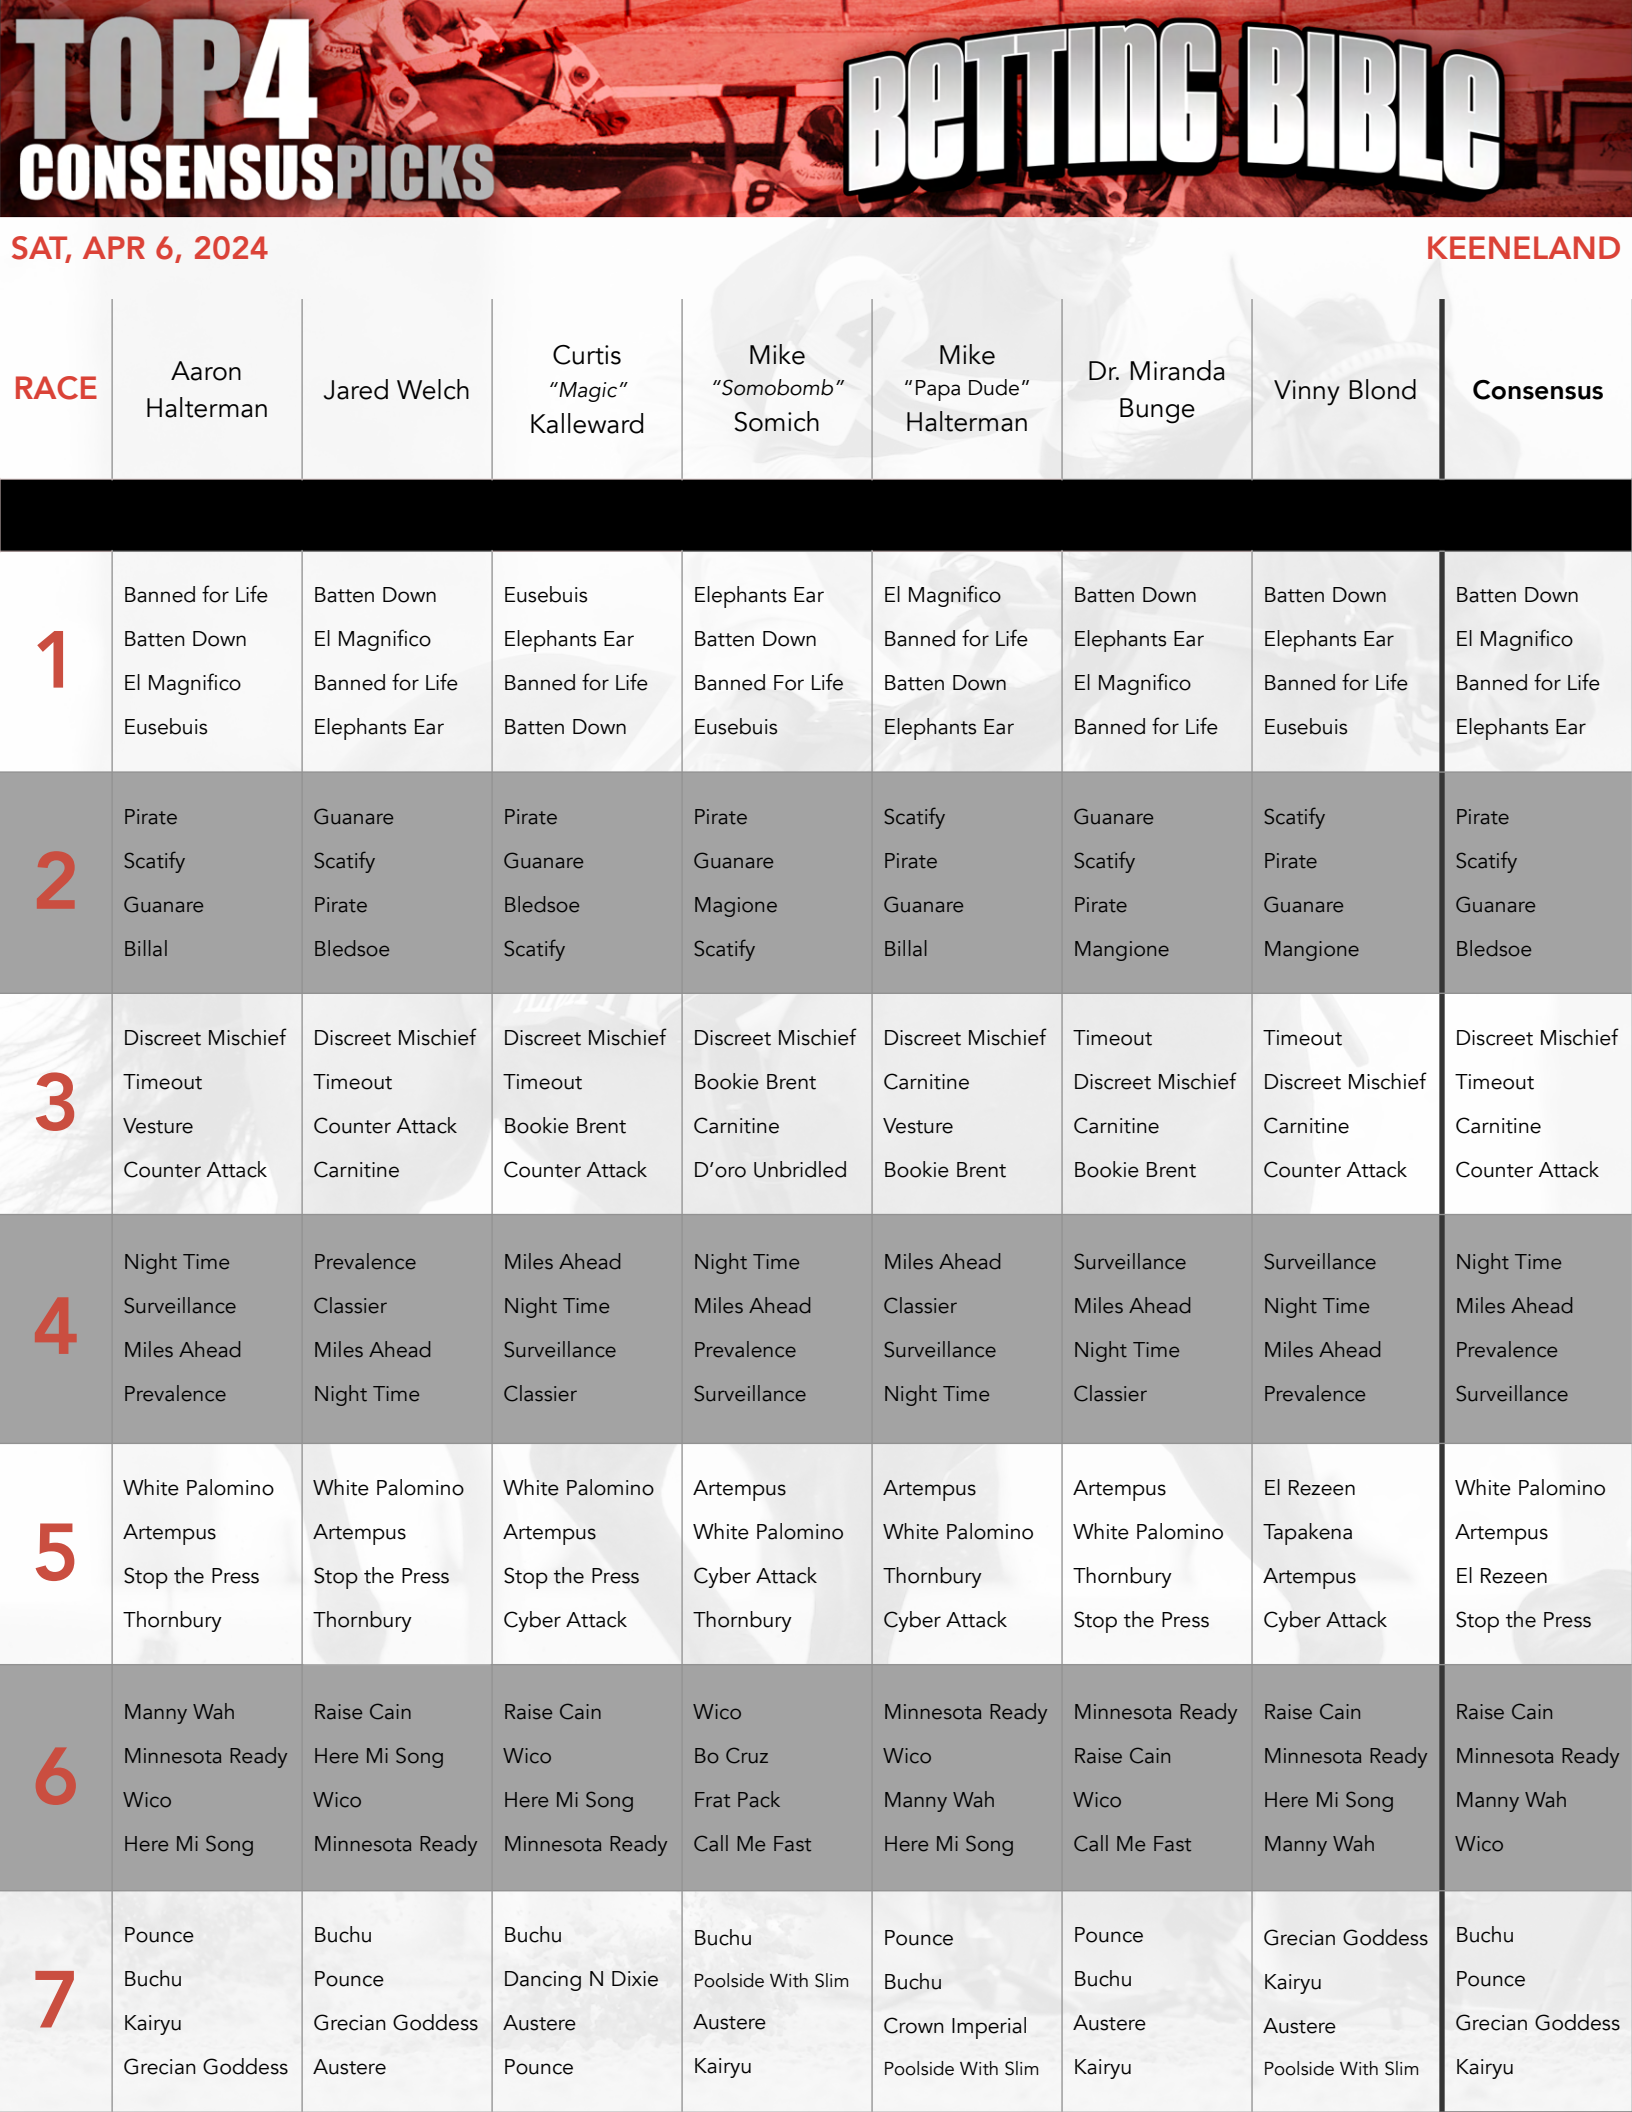 TOP4
CONSENSUSPICKS
BETTING BIBLE
8
SAT, APR 6, 2024
KEENELAND
RACE
Aaron
Halterman
Jared Welch
Curtis
“Magic”
Kalleward
Mike
“Somobomb”
Somich
Mike
“Papa Dude”
Halterman
Dr. Miranda
Bunge
Vinny Blond
Consensus
1
Banned for Life
Batten Down
El Magnifico
Eusebuis
Batten Down
El Magnifico
Banned for Life
Elephants Ear
Eusebuis
Elephants Ear
Banned for Life
Batten Down
Elephants Ear
Batten Down
Banned For Life
Eusebuis
El Magnifico
Banned for Life
Batten Down
Elephants Ear
Batten Down
Elephants Ear
El Magnifico
Banned for Life
Batten Down
Elephants Ear
Banned for Life
Eusebuis
Batten Down
El Magnifico
Banned for Life
Elephants Ear
2
Pirate
Scatify
Guanare
Billal
Guanare
Scatify
Pirate
Bledsoe
Pirate
Guanare
Bledsoe
Scatify
Pirate
Guanare
Magione
Scatify
Scatify
Pirate
Guanare
Billal
Guanare
Scatify
Pirate
Mangione
Scatify
Pirate
Guanare
Mangione
Pirate
Scatify
Guanare
Bledsoe
3
Discreet Mischief
Timeout
Vesture
Counter Attack
Discreet Mischief
Timeout
Counter Attack
Carnitine
Discreet Mischief
Timeout
Bookie Brent
Counter Attack
Discreet Mischief
Bookie Brent
Carnitine
D’oro Unbridled
Discreet Mischief
Carnitine
Vesture
Bookie Brent
Timeout
Discreet Mischief
Carnitine
Bookie Brent
Timeout
Discreet Mischief
Carnitine
Counter Attack
Discreet Mischief
Timeout
Carnitine
Counter Attack
4
Night Time
Surveillance
Miles Ahead
Prevalence
Prevalence
Classier
Miles Ahead
Night Time
Miles Ahead
Night Time
Surveillance
Classier
Night Time
Miles Ahead
Prevalence
Surveillance
Miles Ahead
Classier
Surveillance
Night Time
Surveillance
Miles Ahead
Night Time
Classier
Surveillance
Night Time
Miles Ahead
Prevalence
Night Time
Miles Ahead
Prevalence
Surveillance
5
White Palomino
Artempus
Stop the Press
Thornbury
White Palomino
Artempus
Stop the Press
Thornbury
White Palomino
Artempus
Stop the Press
Cyber Attack
Artempus
White Palomino
Cyber Attack
Thornbury
Artempus
White Palomino
Thornbury
Cyber Attack
Artempus
White Palomino
Thornbury
Stop the Press
El Rezeen
Tapakena
Artempus
Cyber Attack
White Palomino
Artempus
El Rezeen
Stop the Press
6
Manny Wah
Minnesota Ready
Wico
Here Mi Song
Raise Cain
Here Mi Song
Wico
Minnesota Ready
Raise Cain
Wico
Here Mi Song
Minnesota Ready
Wico
Bo Cruz
Frat Pack
Call Me Fast
Minnesota Ready
Wico
Manny Wah
Here Mi Song
Minnesota Ready
Raise Cain
Wico
Call Me Fast
Raise Cain
Minnesota Ready
Here Mi Song
Manny Wah
Raise Cain
Minnesota Ready
Manny Wah
Wico
7
Pounce
Buchu
Kairyu
Grecian Goddess
Buchu
Pounce
Grecian Goddess
Austere
Buchu
Dancing N Dixie
Austere
Pounce
Buchu
Poolside With Slim
Austere
Kairyu
Pounce
Buchu
Crown Imperial
Poolside With Slim
Pounce
Buchu
Austere
Kairyu
Grecian Goddess
Kairyu
Austere
Poolside With Slim
Buchu
Pounce
Grecian Goddess
Kairyu